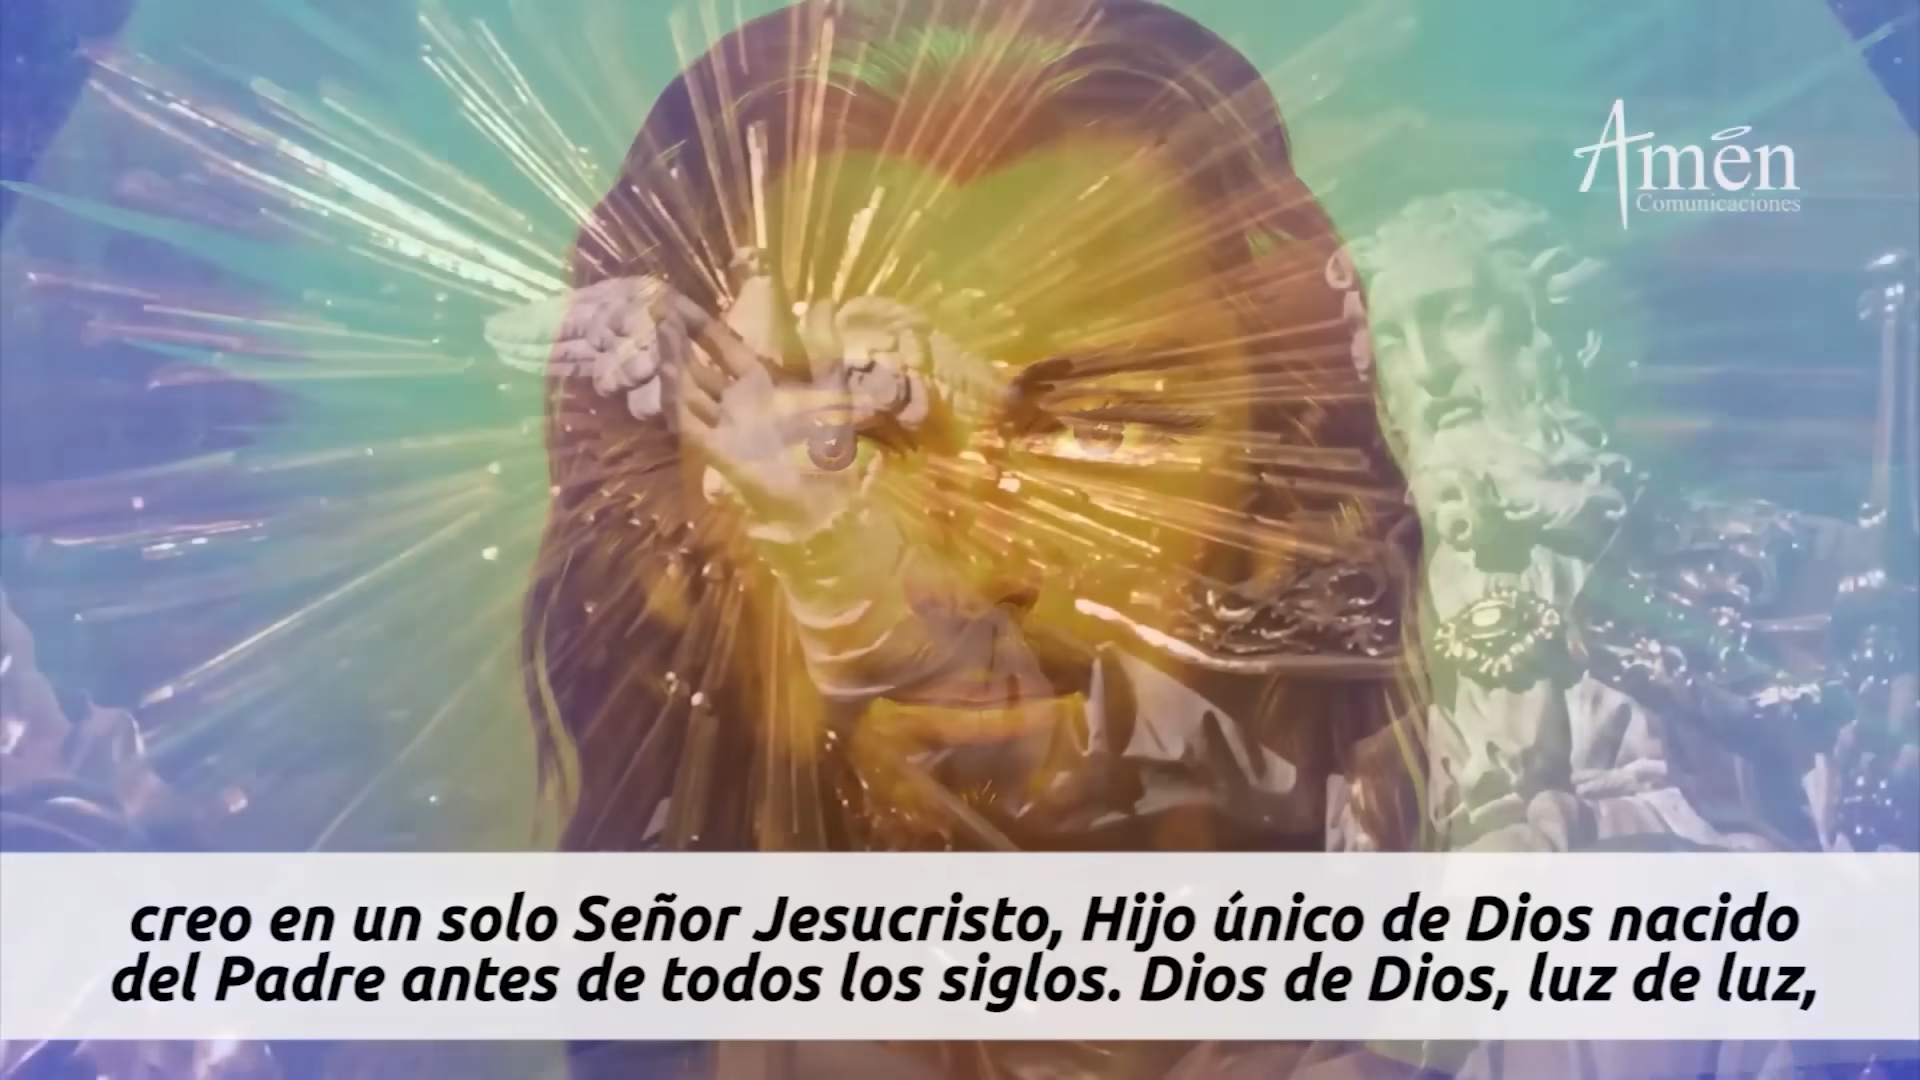 Amén
Comunicaciones
creo en un solo Señor Jesucristo, Hijo único de Dios nacido
del Padre antes de todos los siglos. Dios de Dios, luz de luz,